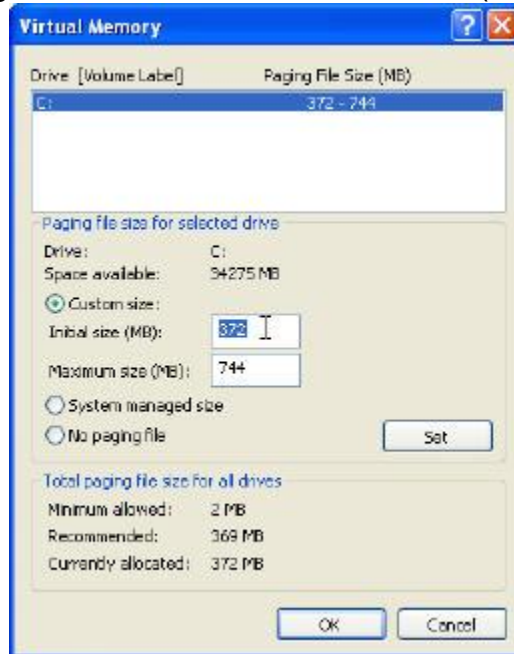 Virtual Memory
Drive [Volume Label] Paging File Size (MB)
C: 372 - 744
Paging file size for selected drive
Drive: C:
Space available: 34275 MB
Custom size:
Initial size (MB): 372
Maximum size (MB): 744
System managed size
No paging file
Set
Total paging file size for all drives
Minimum allowed: 2 MB
Recommended: 369 MB
Currently allocated: 372 MB
OK Cancel